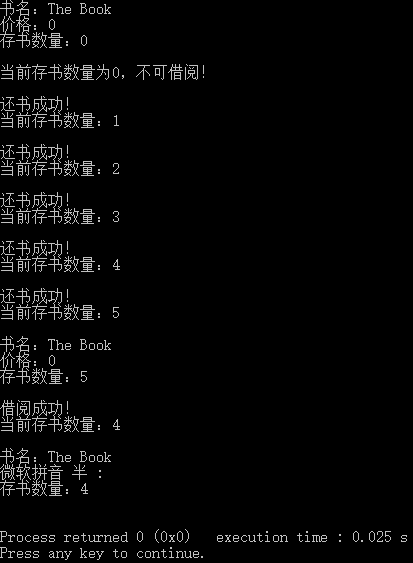 书名：The Book
价格：0
存书数量：0
当前存书数量为0，不可借阅！
还书成功！
当前存书数量：1
还书成功！
当前存书数量：2
还书成功！
当前存书数量：3
还书成功！
当前存书数量：4
还书成功！
当前存书数量：5
书名：The Book
价格：0
存书数量：5
借阅成功！
当前存书数量：4
书名：The Book
微软拼音 半 ：
存书数量：4
Process returned 0 (0x0)   execution time : 0.025 s
Press any key to continue.